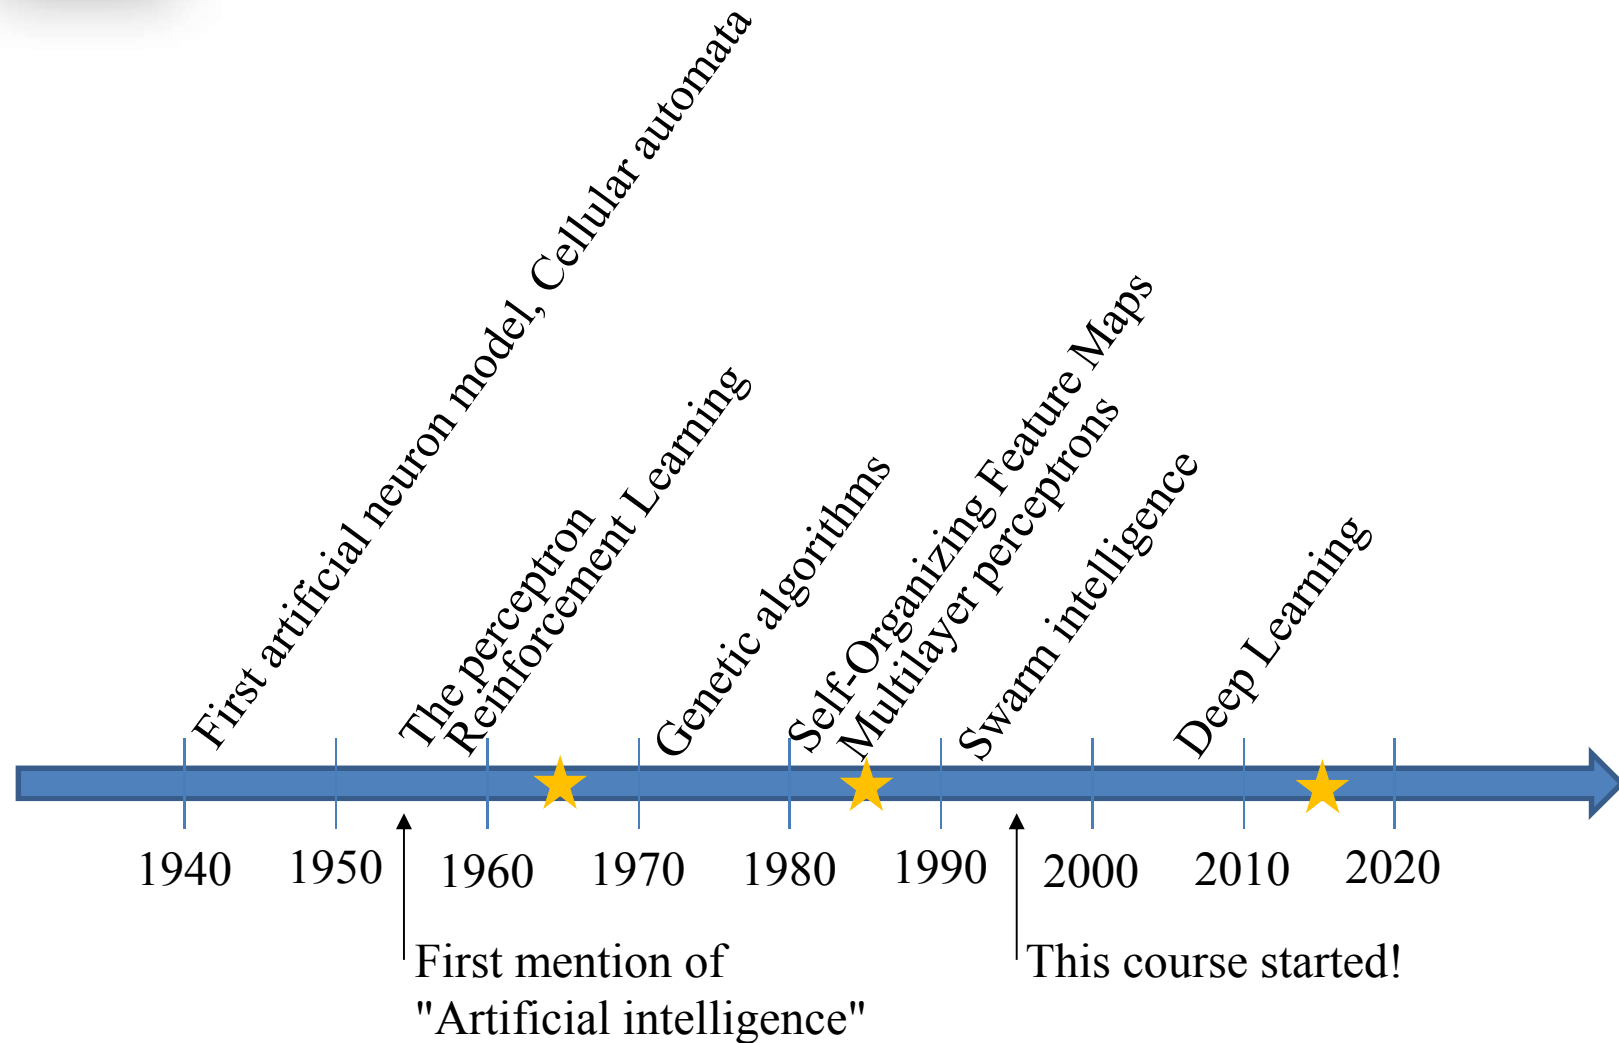 First artificial neuron model, Cellular automata
The perceptron
Reinforcement Learning
Genetic algorithms
Self-Organizing Feature Maps
Multilayer perceptrons
Swarm intelligence
Deep Learning
1940
1950
1960
1970
1980
1990
2000
2010
2020
First mention of
"Artificial intelligence"
This course started!